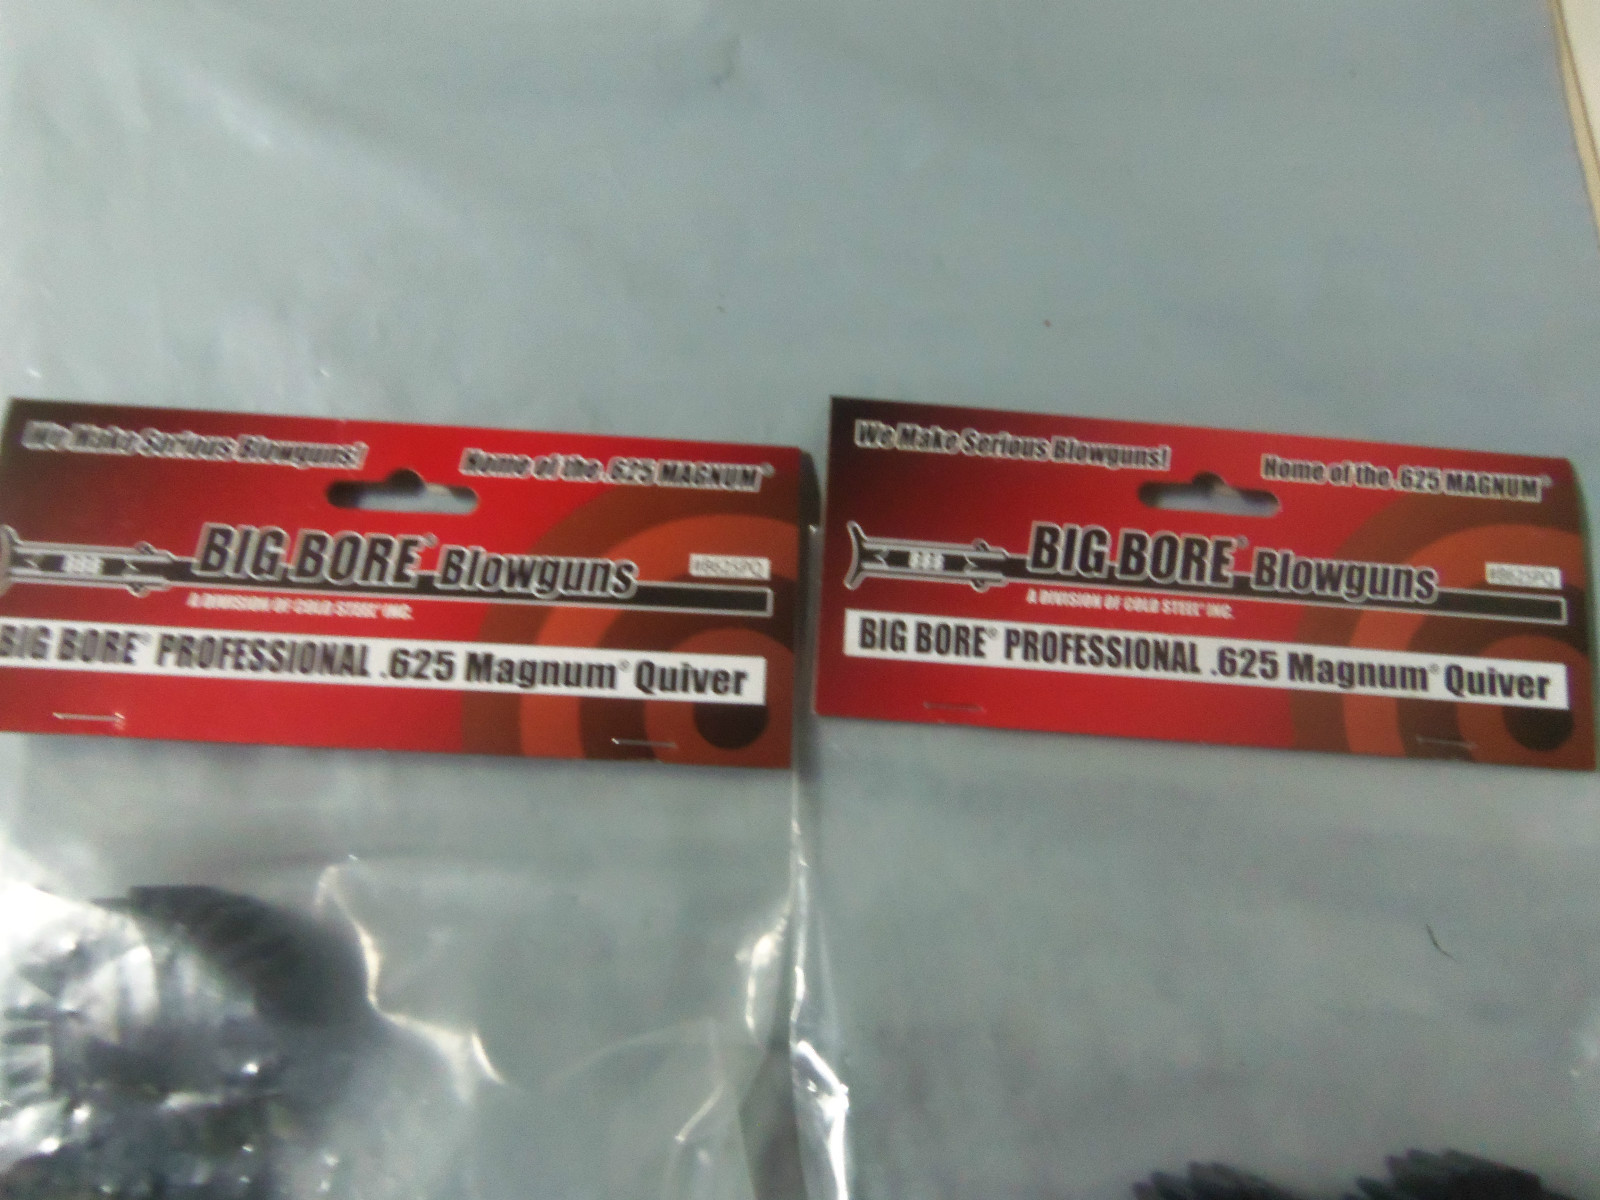 We Make Serious Blowguns!
Home of the .625 MAGNUM®
BBB
BIG BORE® Blowguns
A DIVISION OF COLD STEEL® INC.
BIG BORE® PROFESSIONAL .625 Magnum® Quiver
We Make Serious Blowguns!
Home of the .625 MAGNUM®
BBB
BIG BORE® Blowguns
A DIVISION OF COLD STEEL® INC.
BIG BORE® PROFESSIONAL .625 Magnum® Quiver